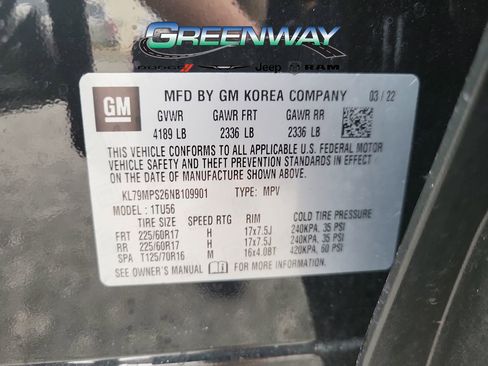 GREENWAY
DODGE Jeep RAM
GM
MFD BY GM KOREA COMPANY 03/22
GVWR GAWR FRT GAWR RR
4189 LB 2336 LB 2336 LB
THIS VEHICLE CONFORMS TO ALL APPLICABLE U.S. FEDERAL MOTOR
VEHICLE SAFETY AND THEFT PREVENTION STANDARDS IN EFFECT ON
THE DATE OF MANUFACTURE SHOWN ABOVE.
KL79MPS26NB109901 TYPE: MPV
MODEL: 1TU56
TIRE SIZE SPEED RTG RIM COLD TIRE PRESSURE
FRT 225/60R17 H 17x7.5J 240KPA, 35 PSI
RR 225/60R17 H 17x7.5J 240KPA, 35 PSI
SPA T125/70R16 M 16x4.0BT 420KPA, 60 PSI
SEE OWNER'S MANUAL FOR MORE INFORMATION.